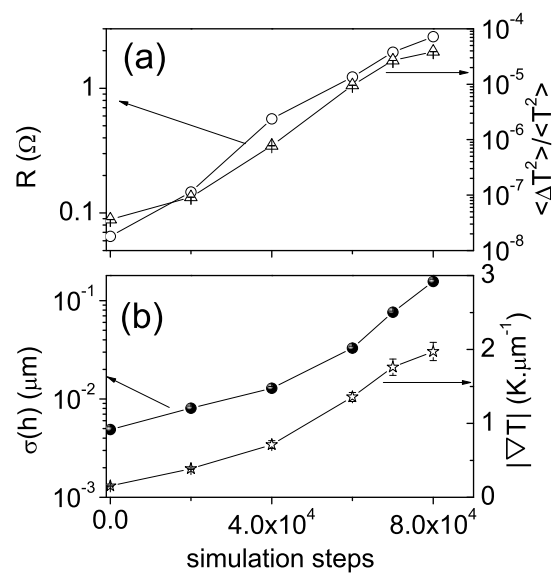 (a)
R (Ω)
1
0.1
10⁻⁴
10⁻⁵
10⁻⁶
10⁻⁷
10⁻⁸
<ΔT²>/<T²>
(b)
σ(h) (μm)
10⁻¹
10⁻²
10⁻³
3
2
1
0
|∇T| (K.μm⁻¹)
0.0 4.0x10⁴ 8.0x10⁴
simulation steps